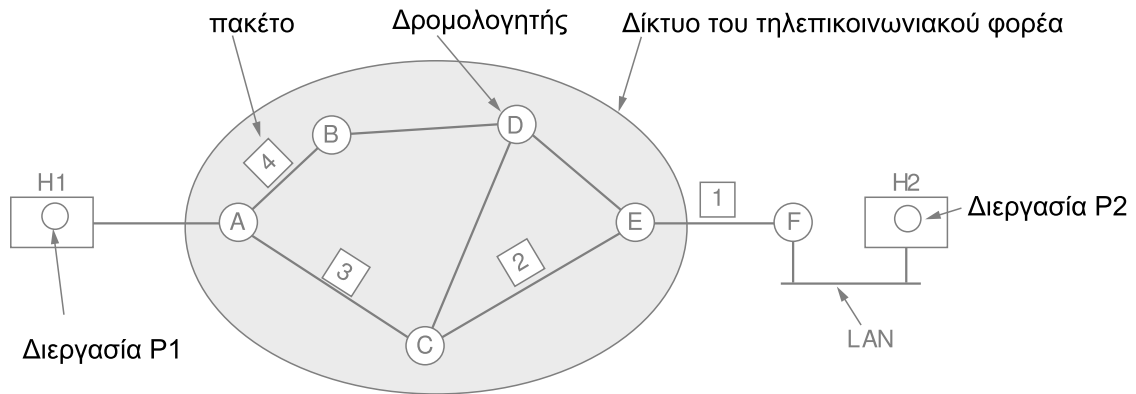 πακέτο
Δρομολογητής
Δίκτυο του τηλεπικοινωνιακού φορέα
B
D
4
H1
A
E
1
F
H2
Διεργασία P2
3
2
C
LAN
Διεργασία P1